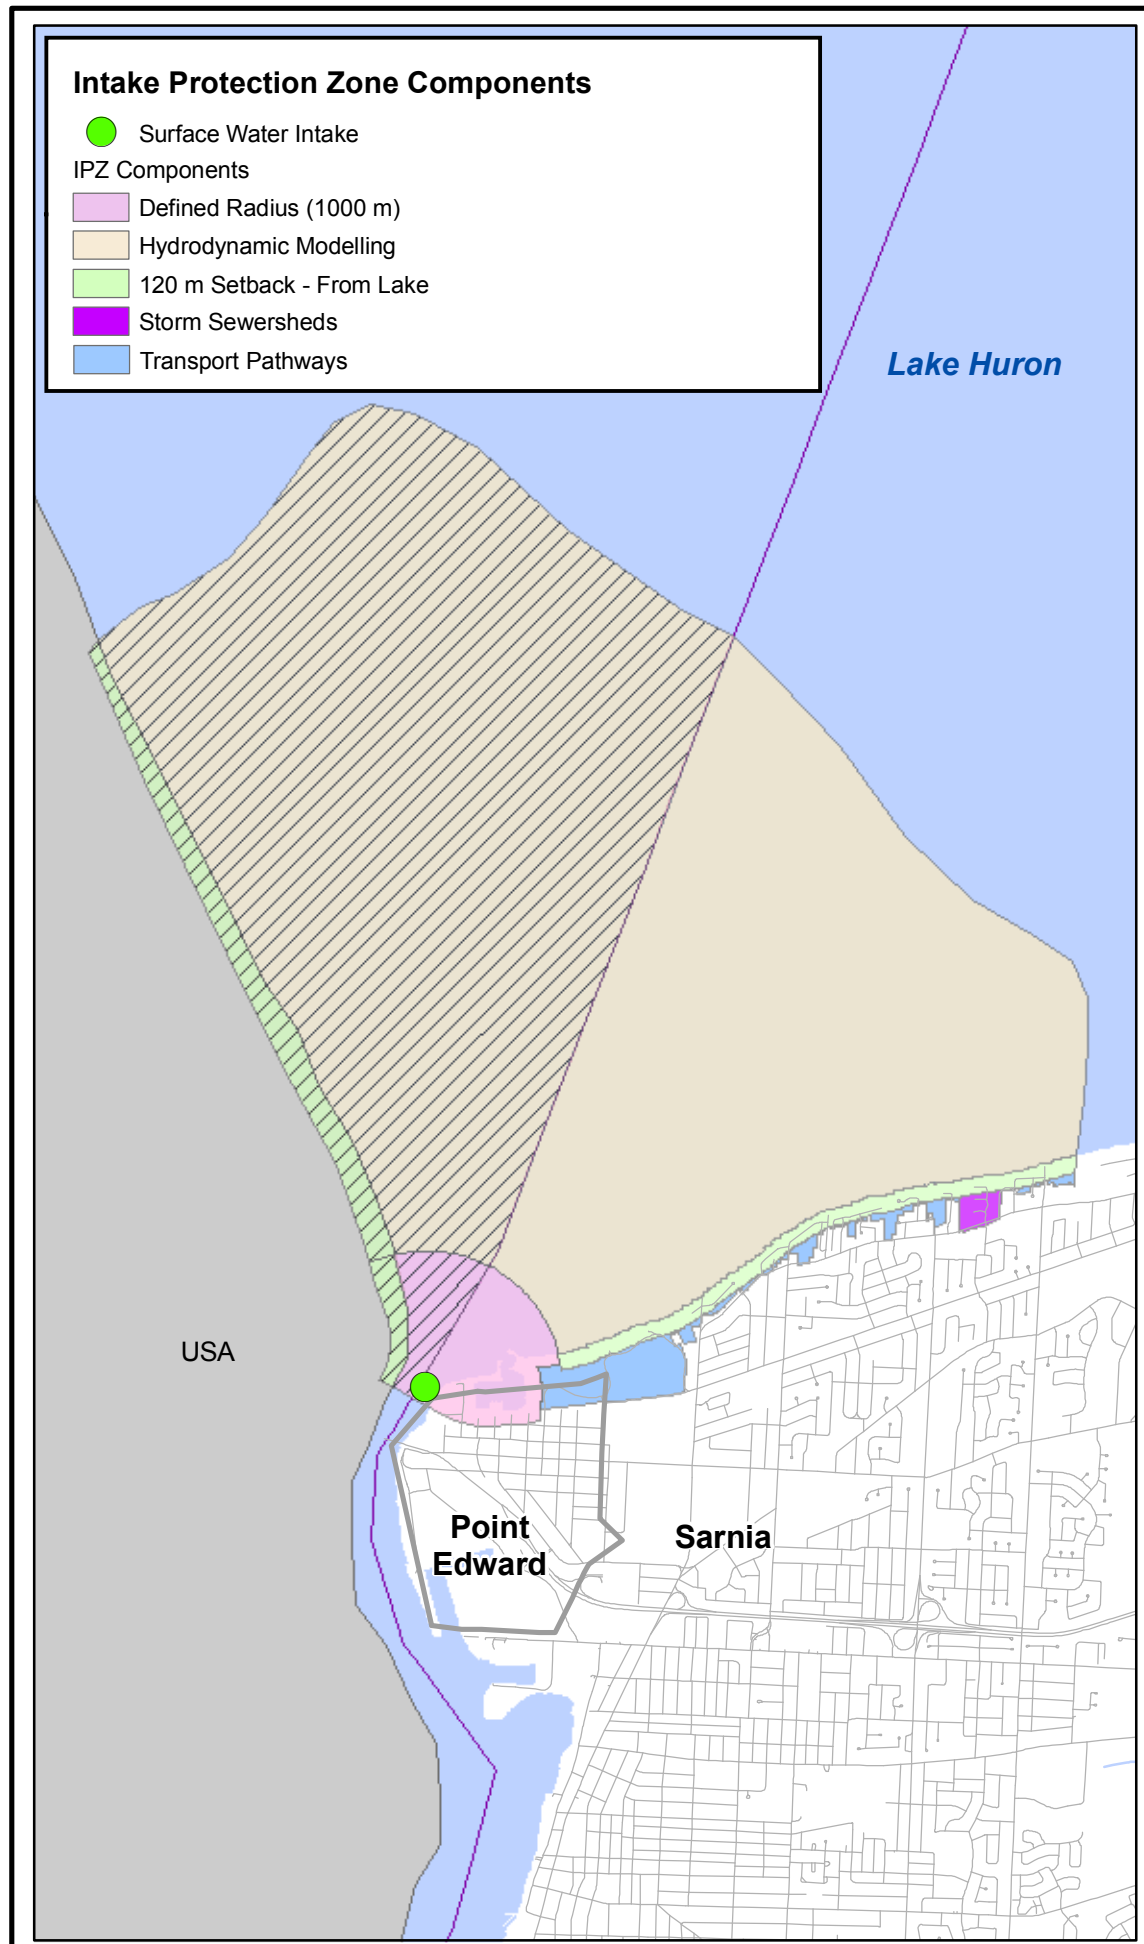 Intake Protection Zone Components
Surface Water Intake
IPZ Components
Defined Radius (1000 m)
Hydrodynamic Modelling
120 m Setback - From Lake
Storm Sewersheds
Transport Pathways
Lake Huron
USA
Point
Edward
Sarnia